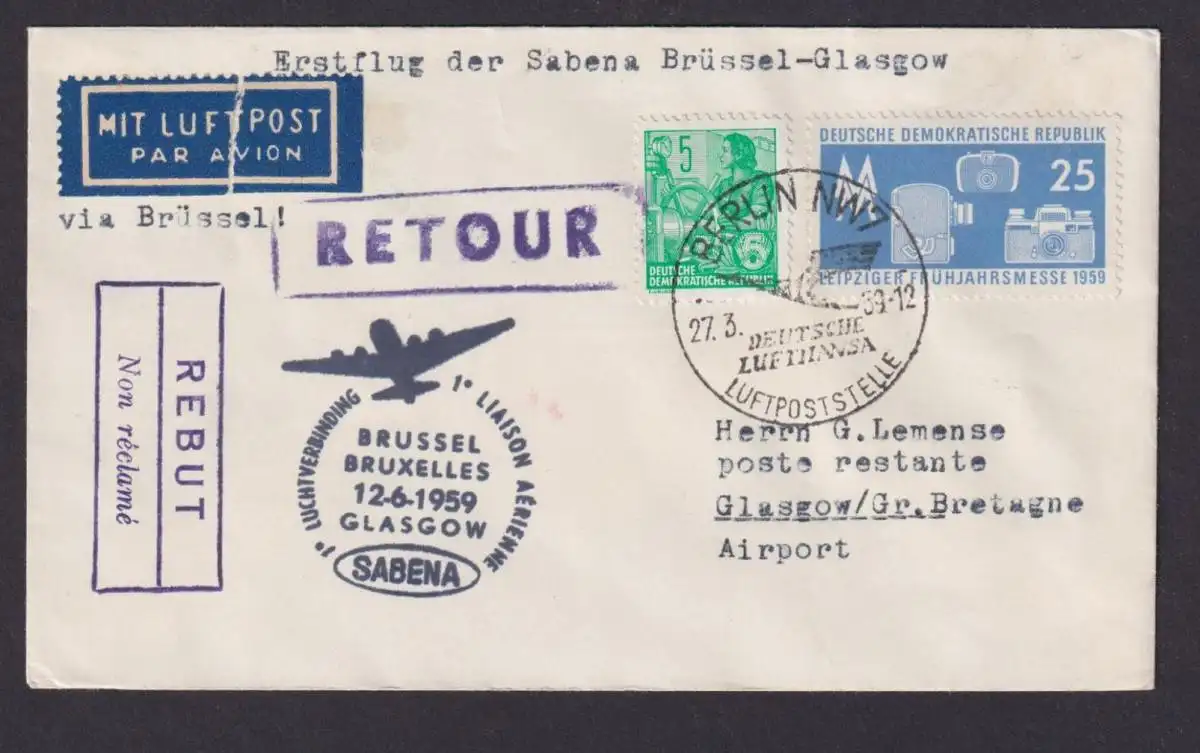 Erstflug der Sabena Brüssel-Glasgow
MIT LUFTPOST
PAR AVION
via Brüssel!
RETOUR
5
DEUTSCHE
DEMOKRATISCHE REPUBLIK
DEUTSCHE DEMOKRATISCHE REPUBLIK
25
LEIPZIGER FRÜHJAHRSMESSE 1959
BERLIN NW7
27. 3. 59-12
DEUTSCHE
LUFTHANSA
LUFTPOSTSTELLE
REBUT
Non réclamé
1e LUCHTVERBINDING
1e LIAISON AÉRIENNE
BRUSSEL
BRUXELLES
12-6-1959
GLASGOW
SABENA
Herrn G.Lemense
poste restante
Glasgow/Gr.Bretagne
Airport